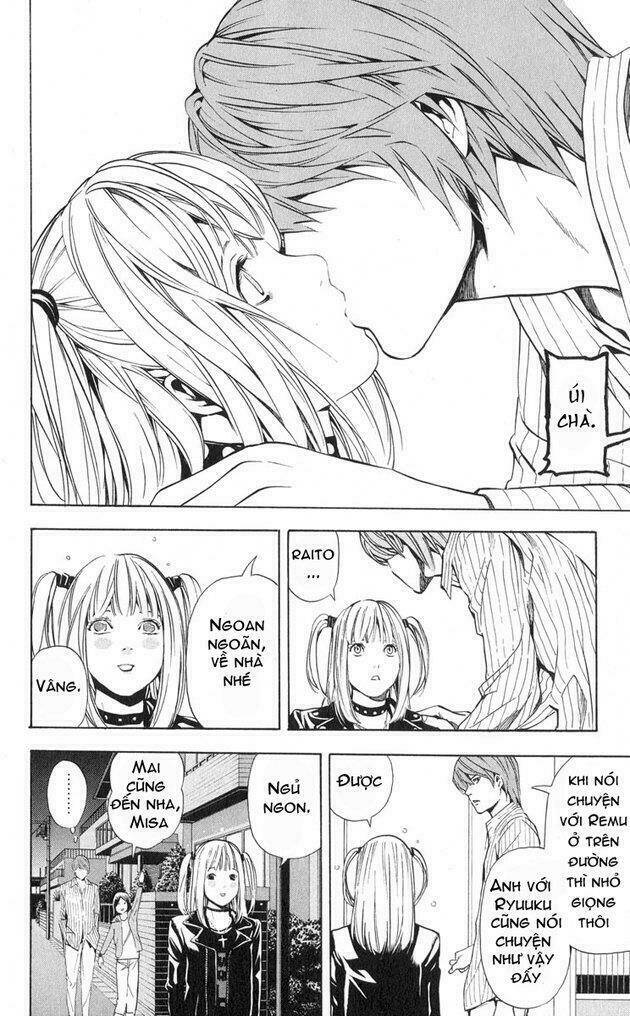 ÚI
CHÀ.
RAITO
...
NGOAN
NGOÃN,
VỀ NHÀ
NHÉ
VÂNG.
KHI NÓI
CHUYỆN
VỚI REMU
Ở TRÊN
ĐƯỜNG
THÌ NHỎ
GIỌNG
THÔI
ANH VỚI
RYUUKU
CŨNG NÓI
CHUYỆN
NHƯ VẬY
ĐẤY
ĐƯỢC
NGỦ
NGON.
MAI
CŨNG
ĐẾN NHA,
MISA
......